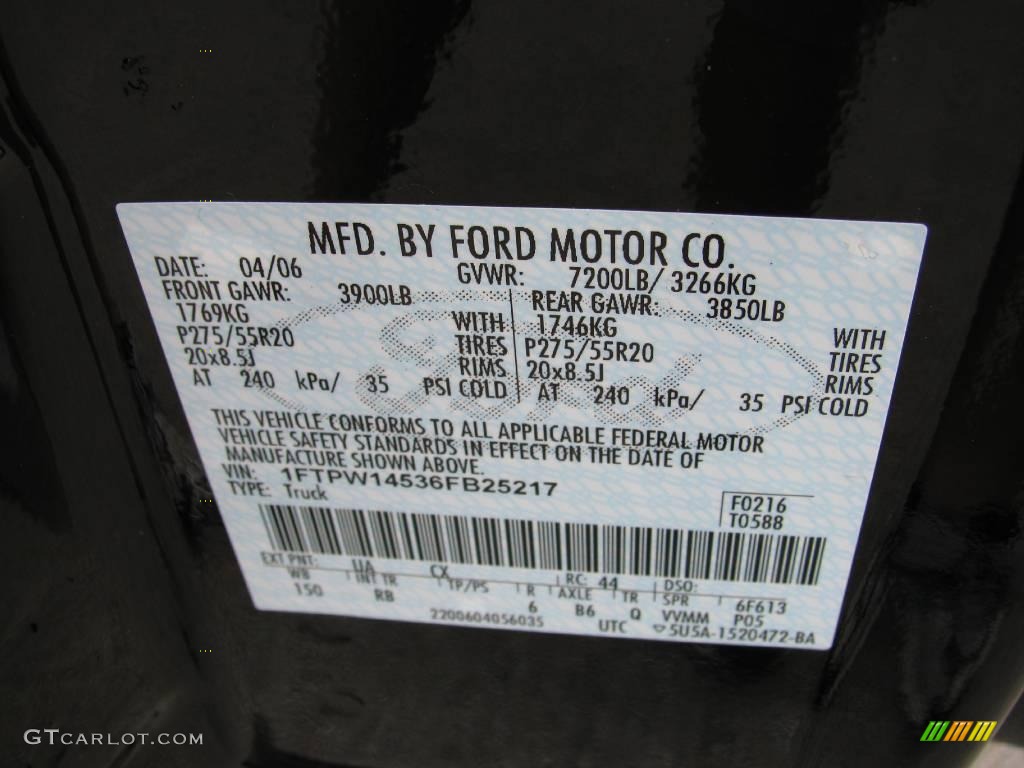 MFD. BY FORD MOTOR CO.
DATE: 04/06 GVWR: 7200LB/ 3266KG
FRONT GAWR: 3900LB REAR GAWR: 3850LB
1769KG WITH 1746KG WITH
P275/55R20 TIRES P275/55R20 TIRES
20x8.5J RIMS 20x8.5J RIMS
AT 240 kPa/ 35 PSI COLD AT 240 kPa/ 35 PSI COLD
THIS VEHICLE CONFORMS TO ALL APPLICABLE FEDERAL MOTOR
VEHICLE SAFETY STANDARDS IN EFFECT ON THE DATE OF
MANUFACTURE SHOWN ABOVE.
VIN: 1FTPW14536FB25217
TYPE: Truck
F0216
T0588
EXT PNT: UA CX RC: 44 DSO:
WB INT TR TP/PS R AXLE TR SPR 6F613
150 RB 6 B6 Q VVMM P05
2200604056035 UTC 5U5A-1520472-BA
GTCARLOT.COM